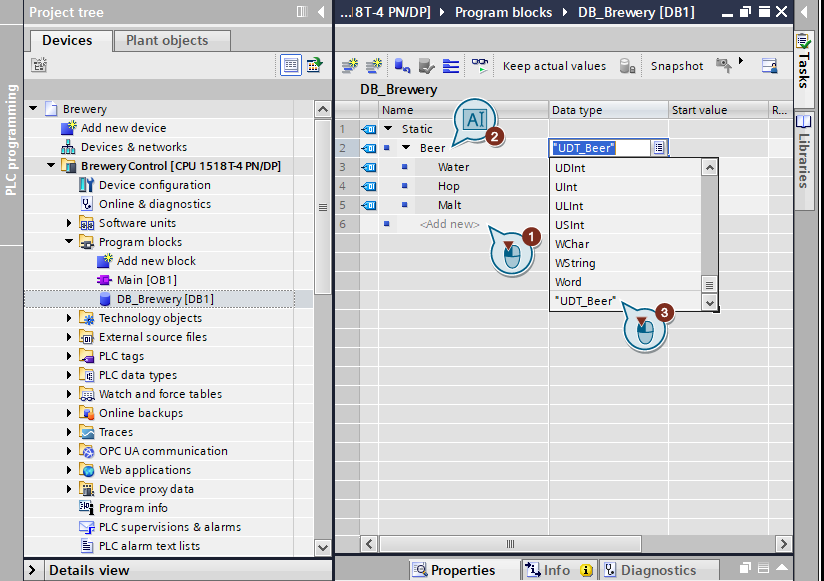 Project tree
...18T-4 PN/DP] Program blocks DB_Brewery [DB1]
Devices
Plant objects
Keep actual values
Snapshot
DB_Brewery
Name
Data type
Start value
R...
1 Static
2 Beer "UDT_Beer"
3 Water
4 Hop
5 Malt
6 <Add new>
UDInt
UInt
ULInt
USInt
WChar
WString
Word
"UDT_Beer"
AI
2
1
3
Brewery
Add new device
Devices & networks
Brewery Control [CPU 1518T-4 PN/DP]
Device configuration
Online & diagnostics
Software units
Program blocks
Add new block
Main [OB1]
DB_Brewery [DB1]
Technology objects
External source files
PLC tags
PLC data types
Watch and force tables
Online backups
Traces
OPC UA communication
Web applications
Device proxy data
Program info
PLC supervisions & alarms
PLC alarm text lists
Details view
Properties
Info
Diagnostics
PLC programming
Tasks
Libraries